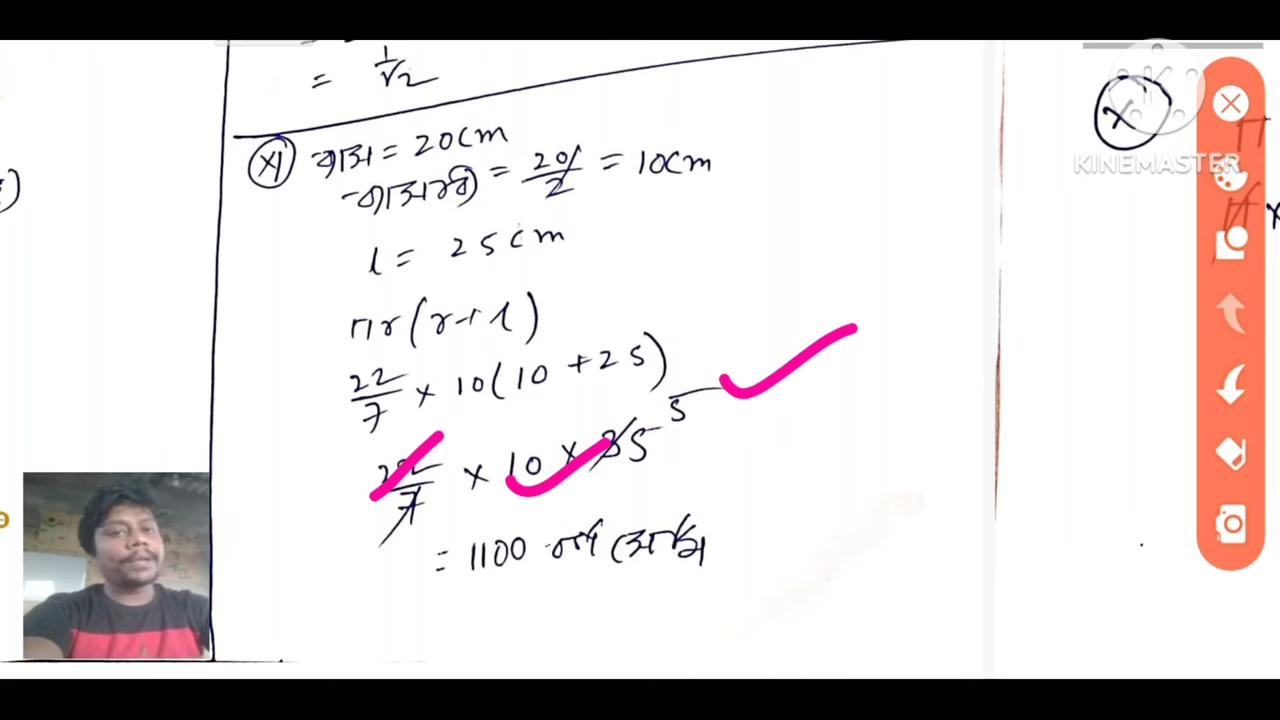 = 1/√2
(XI) ব্যাস = 20cm
ব্যাসার্ধ = 20/2 = 10cm
l = 25cm
πr(r+l)
22/7 × 10(10+25)
22/7 × 10 × 35 5
= 1100 বর্গ সেমি
X
KINEMASTER